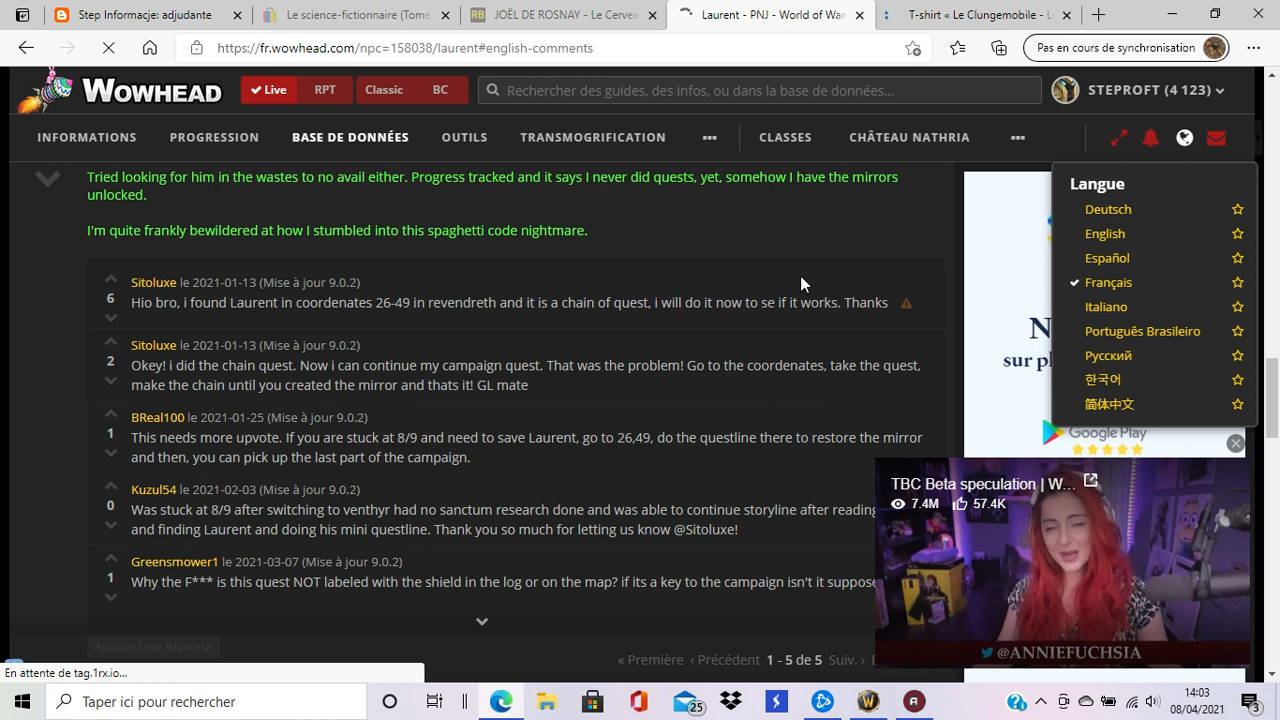 Step Informacje: adjudante
Le science-fictionnaire (Tome
RB JOËL DE ROSNAY - Le Cervea
Laurent - PNJ - World of War
T-shirt « Le Clungemobile - L
https://fr.wowhead.com/npc=158038/laurent#english-comments
Pas en cours de synchronisation
WOWHEAD
Live
RPT
Classic
BC
Rechercher des guides, des infos, ou dans la base de données...
STEPROFT (4 123)
INFORMATIONS
PROGRESSION
BASE DE DONNÉES
OUTILS
TRANSMOGRIFICATION
CLASSES
CHÂTEAU NATHRIA
Tried looking for him in the wastes to no avail either. Progress tracked and it says I never did quests, yet, somehow I have the mirrors
unlocked.
I'm quite frankly bewildered at how I stumbled into this spaghetti code nightmare.
Sitoluxe le 2021-01-13 (Mise à jour 9.0.2)
6
Hio bro, i found Laurent in coordenates 26-49 in revendreth and it is a chain of quest, i will do it now to se if it works. Thanks
Sitoluxe le 2021-01-13 (Mise à jour 9.0.2)
2
Okey! i did the chain quest. Now i can continue my campaign quest. That was the problem! Go to the coordenates, take the quest,
make the chain until you created the mirror and thats it! GL mate
BReal100 le 2021-01-25 (Mise à jour 9.0.2)
1
This needs more upvote. If you are stuck at 8/9 and need to save Laurent, go to 26,49, do the questline there to restore the mirror
and then, you can pick up the last part of the campaign.
Kuzul54 le 2021-02-03 (Mise à jour 9.0.2)
0
Was stuck at 8/9 after switching to venthyr had no sanctum research done and was able to continue storyline after reading
and finding Laurent and doing his mini questline. Thank you so much for letting us know @Sitoluxe!
Greensmower1 le 2021-03-07 (Mise à jour 9.0.2)
1
Why the F*** is this quest NOT labeled with the shield in the log or on the map? if its a key to the campaign isn't it suppose
Ajouter Une Réponse
« Première ‹ Précédent 1 - 5 de 5 Suiv. ›
Langue
Deutsch
English
Español
Français
Italiano
Português Brasileiro
Русский
한국어
简体中文
N
sur pl
Google Play
TBC Beta speculation | W...
7.4M
57.4K
@ANNIEFUCHSIA
En attente de tag.1rx.io...
Taper ici pour rechercher
25
14:03
08/04/2021
3